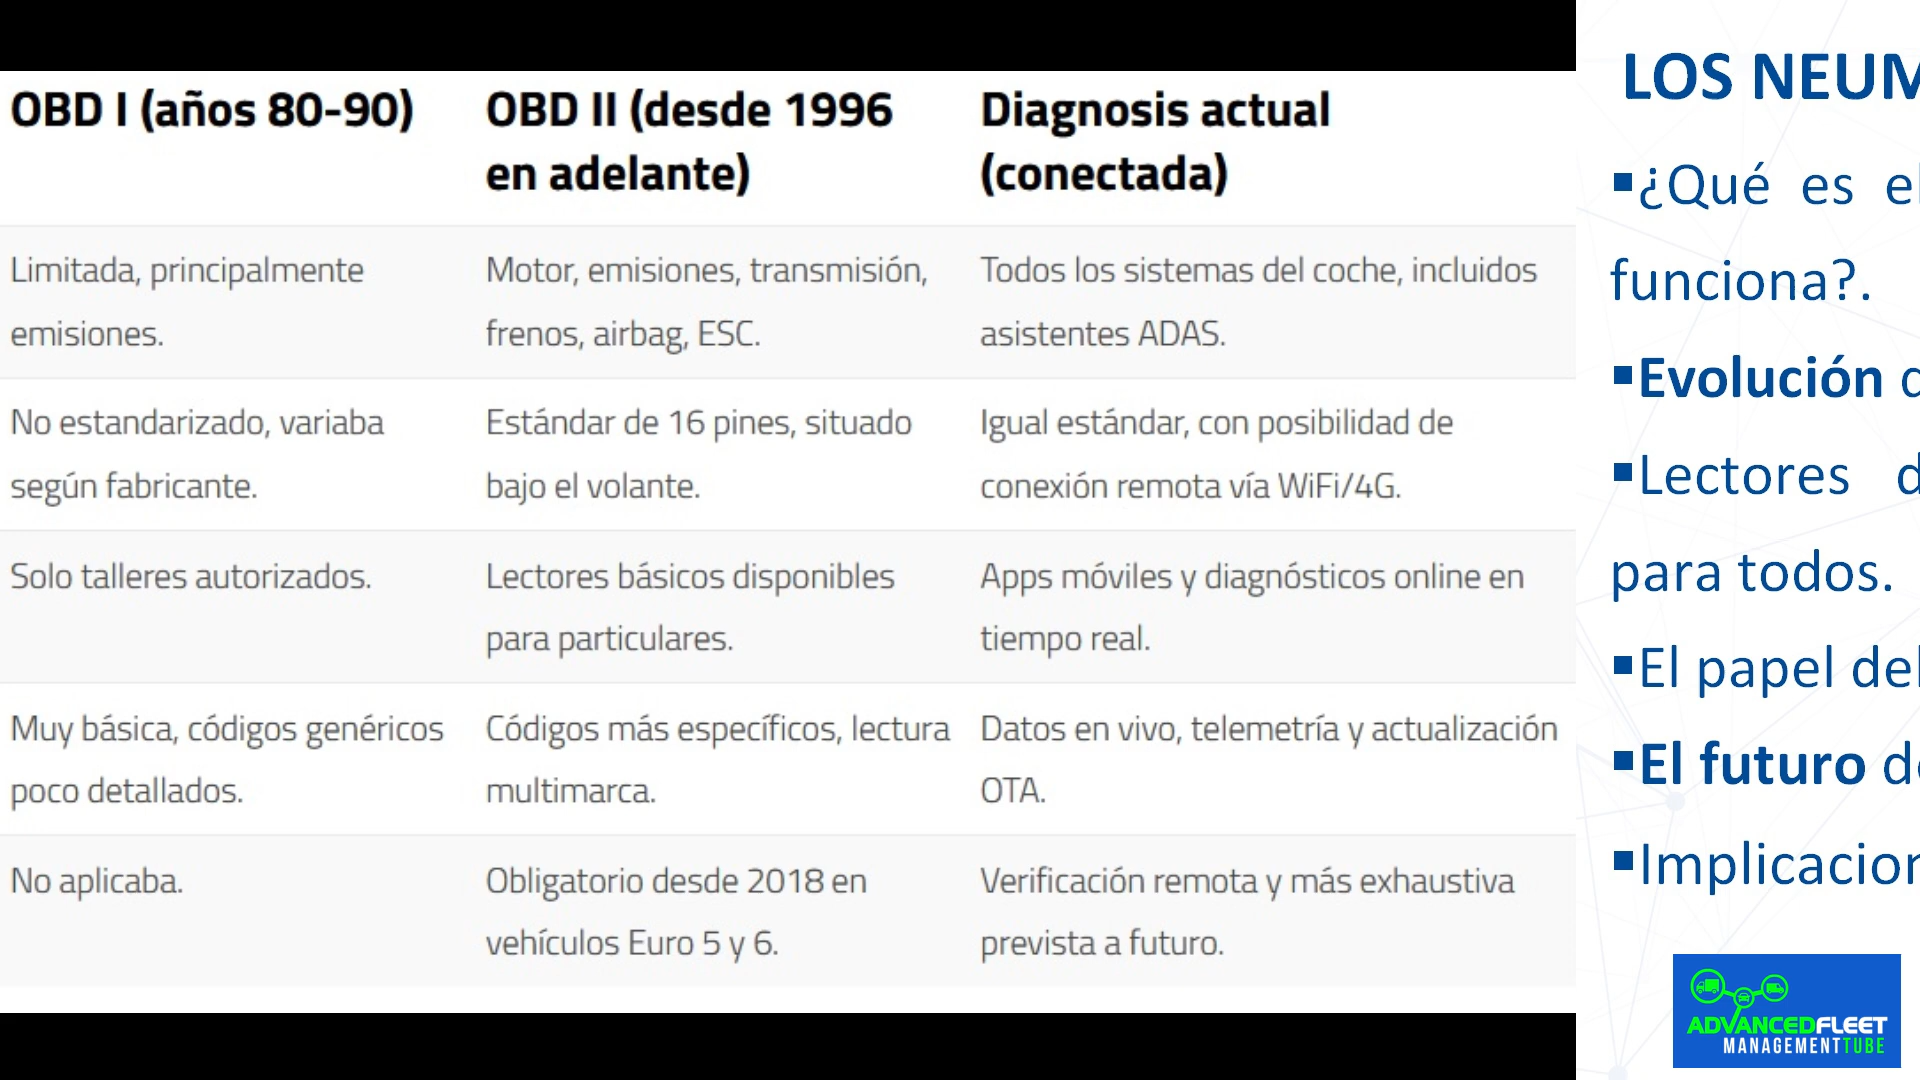 OBD I (años 80-90)
OBD II (desde 1996
en adelante)
Diagnosis actual
(conectada)
Limitada, principalmente
emisiones.
Motor, emisiones, transmisión,
frenos, airbag, ESC.
Todos los sistemas del coche, incluidos
asistentes ADAS.
No estandarizado, variaba
según fabricante.
Estándar de 16 pines, situado
bajo el volante.
Igual estándar, con posibilidad de
conexión remota vía WiFi/4G.
Solo talleres autorizados.
Lectores básicos disponibles
para particulares.
Apps móviles y diagnósticos online en
tiempo real.
Muy básica, códigos genéricos
poco detallados.
Códigos más específicos, lectura
multimarca.
Datos en vivo, telemetría y actualización
OTA.
No aplicaba.
Obligatorio desde 2018 en
vehículos Euro 5 y 6.
Verificación remota y más exhaustiva
prevista a futuro.
LOS
▪¿Qué es
funciona?.
▪Evolución
▪Lectores
para todos.
▪El papel
▪El futuro
ADVANCEDFLEET
MANAGEMENTTUBE